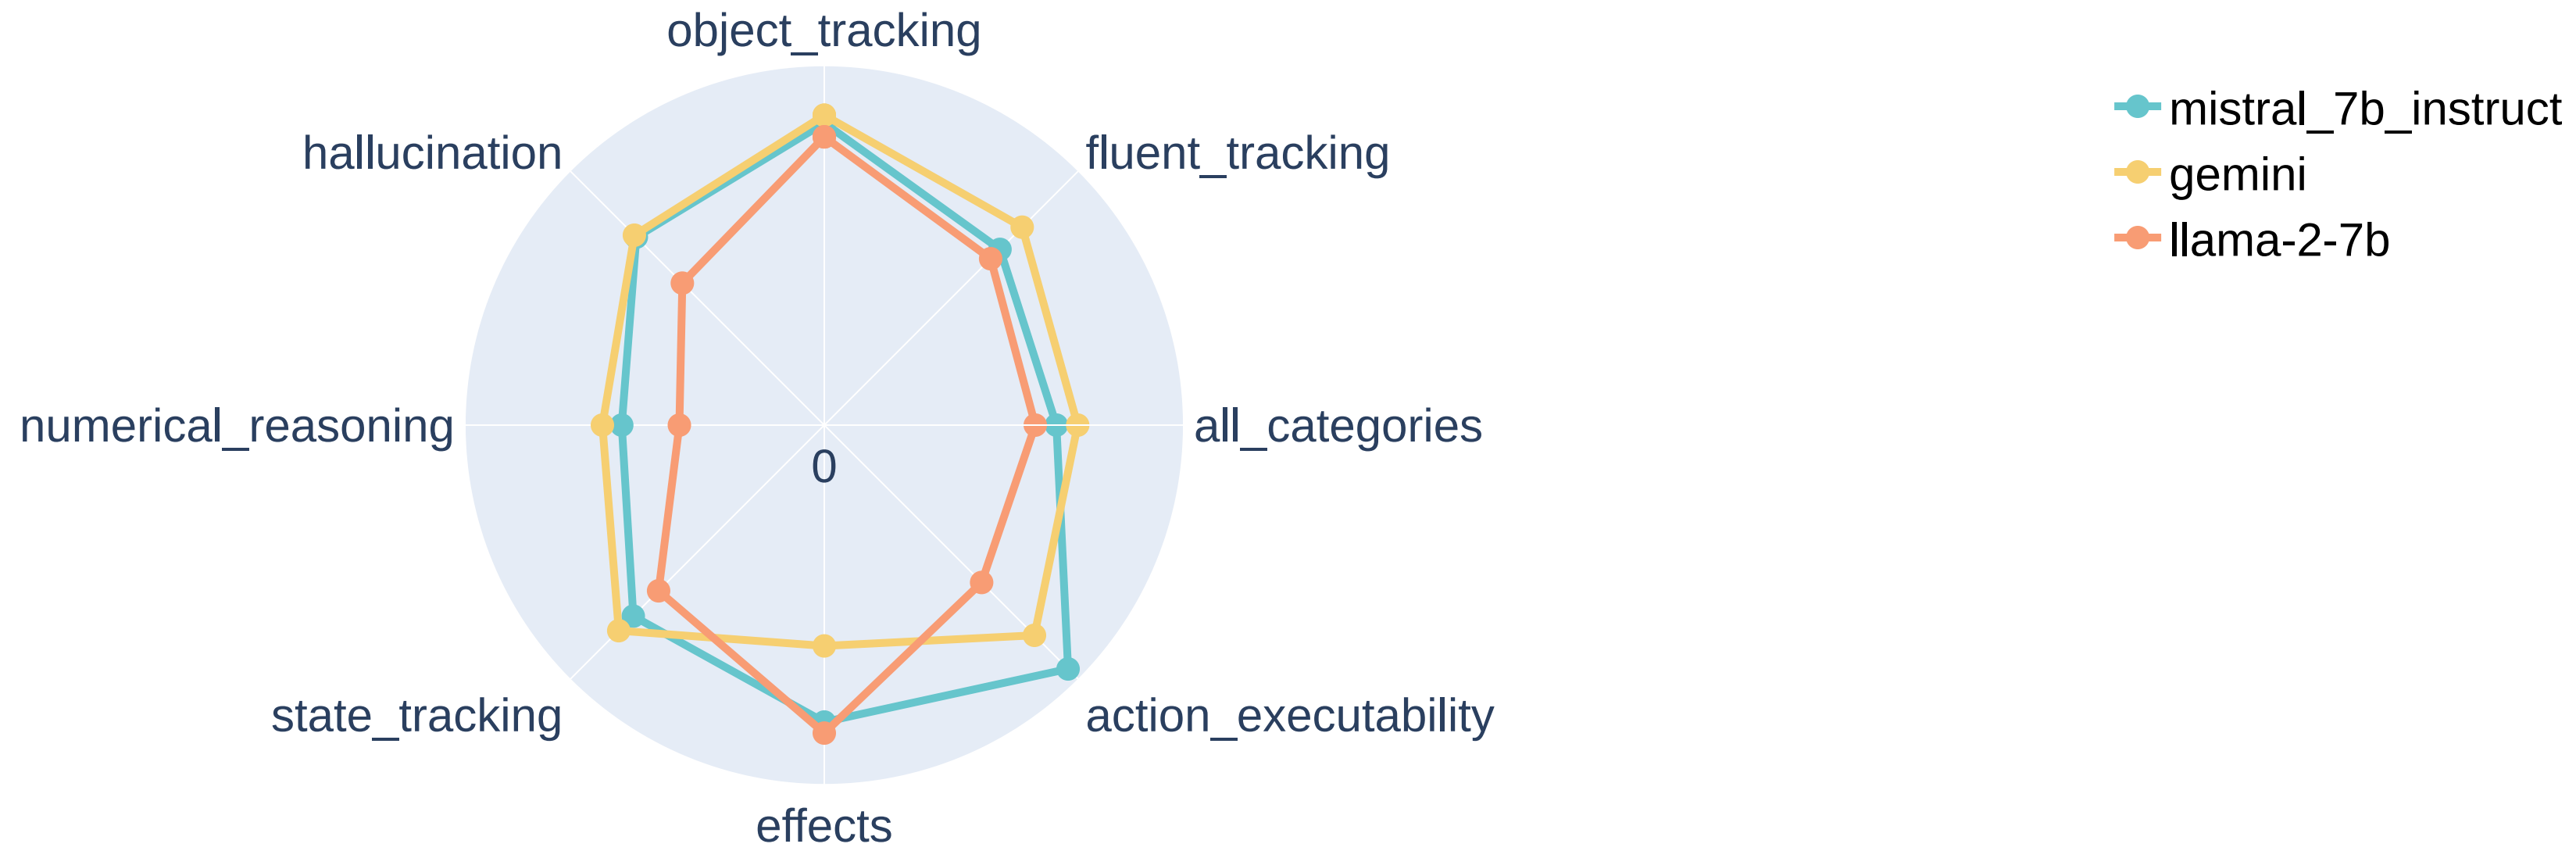 object_tracking
hallucination
fluent_tracking
numerical_reasoning
all_categories
0
state_tracking
action_executability
effects
mistral_7b_instruct
gemini
llama-2-7b